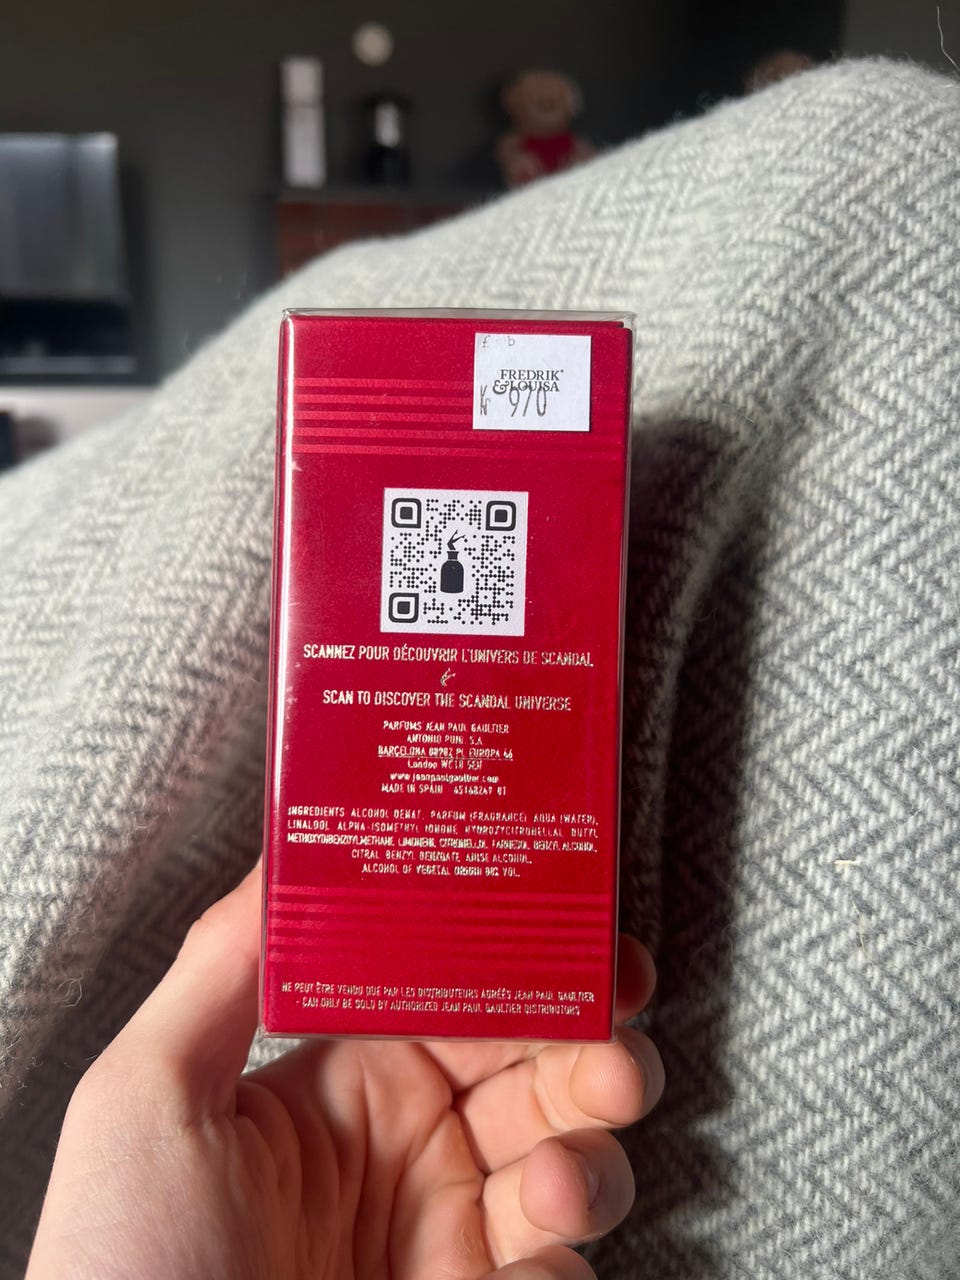 FREDRIK
& LOUISA
Kr 970
SCANNEZ POUR DÉCOUVRIR L'UNIVERS DE SCANDAL
SCAN TO DISCOVER THE SCANDAL UNIVERSE
PARFUMS JEAN PAUL GAULTIER
ANTONIO PUIG. S.A
BARCELONA PL EUROPA 46
London WC1B 5EH
www.jeanpaulgaultier.com
MADE IN SPAIN 01
INGREDIENTS ALCOHOL DENAT. PARFUM (FRAGRANCE) AQUA (WATER),
LINALOOL ALPHA-ISOMETHYL IONONE HYDROXYCITRONELLAL BUTYL
METHOXYDIBENZOYLMETHANE, LIMONENE, CITRONELLOL FARNESOL BENZYL ALCOHOL,
CITRAL BENZYL BENZOATE ANISE ALCOHOL.
ALCOHOL OF VEGETAL ORIGIN VOL.
NE PEUT ÊTRE VENDU QUE PAR LES DISTRIBUTEURS AGRÉÉS JEAN PAUL GAULTIER
- CAN ONLY BE SOLD BY AUTHORIZED JEAN PAUL GAULTIER DISTRIBUTORS